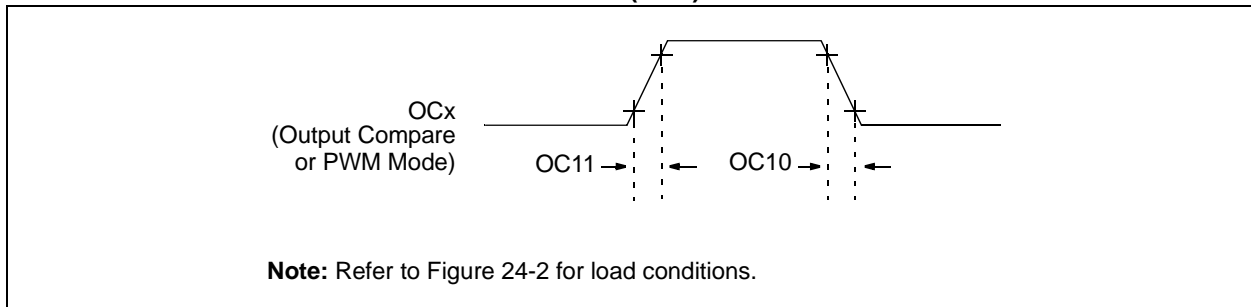 OCx
(Output Compare
or PWM Mode)
OC11
OC10
Note: Refer to Figure 24-2 for load conditions.